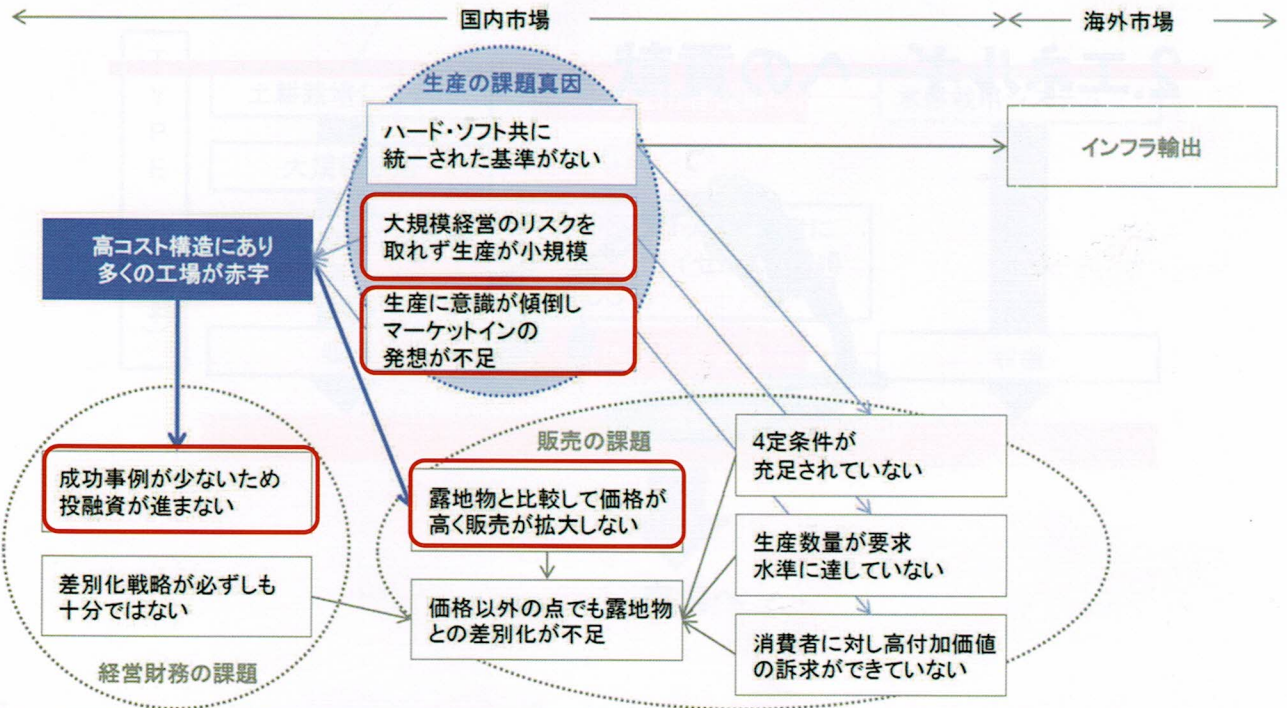 国内市場
海外市場
生産の課題真因
ハード・ソフト共に
統一された基準がない
インフラ輸出
大規模経営のリスクを
取れず生産が小規模
高コスト構造にあり
多くの工場が赤字
生産に意識が傾倒し
マーケットインの
発想が不足
販売の課題
4定条件が
充足されていない
成功事例が少ないため
投融資が進まない
露地物と比較して価格が
高く販売が拡大しない
生産数量が要求
水準に達していない
差別化戦略が必ずしも
十分ではない
価格以外の点でも露地物
との差別化が不足
消費者に対し高付加価値
の訴求ができていない
経営財務の課題